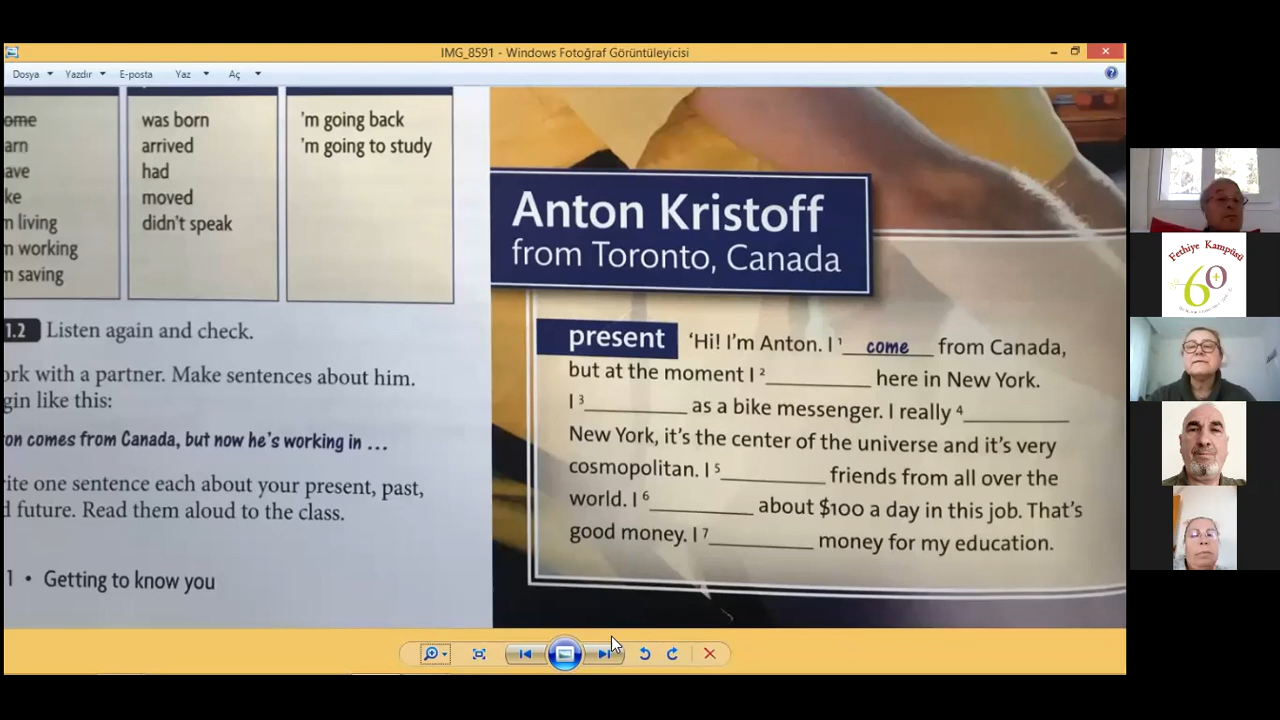 IMG_8591 - Windows Fotoğraf Görüntüleyicisi
Dosya Yazdır E-posta Yaz Aç
ome
arn
ave
ke
m living
m working
m saving
was born
arrived
had
moved
didn't speak
'm going back
'm going to study
1.2 Listen again and check.
ork with a partner. Make sentences about him.
gin like this:
on comes from Canada, but now he's working in ...
rite one sentence each about your present, past,
d future. Read them aloud to the class.
1 • Getting to know you
Anton Kristoff
from Toronto, Canada
present 'Hi! I'm Anton. I ¹ come from Canada,
but at the moment I ²__________ here in New York.
I ³__________ as a bike messenger. I really ⁴__________
New York, it's the center of the universe and it's very
cosmopolitan. I ⁵__________ friends from all over the
world. I ⁶__________ about $100 a day in this job. That's
good money. I ⁷__________ money for my education.
Fethiye Kampüsü
60+